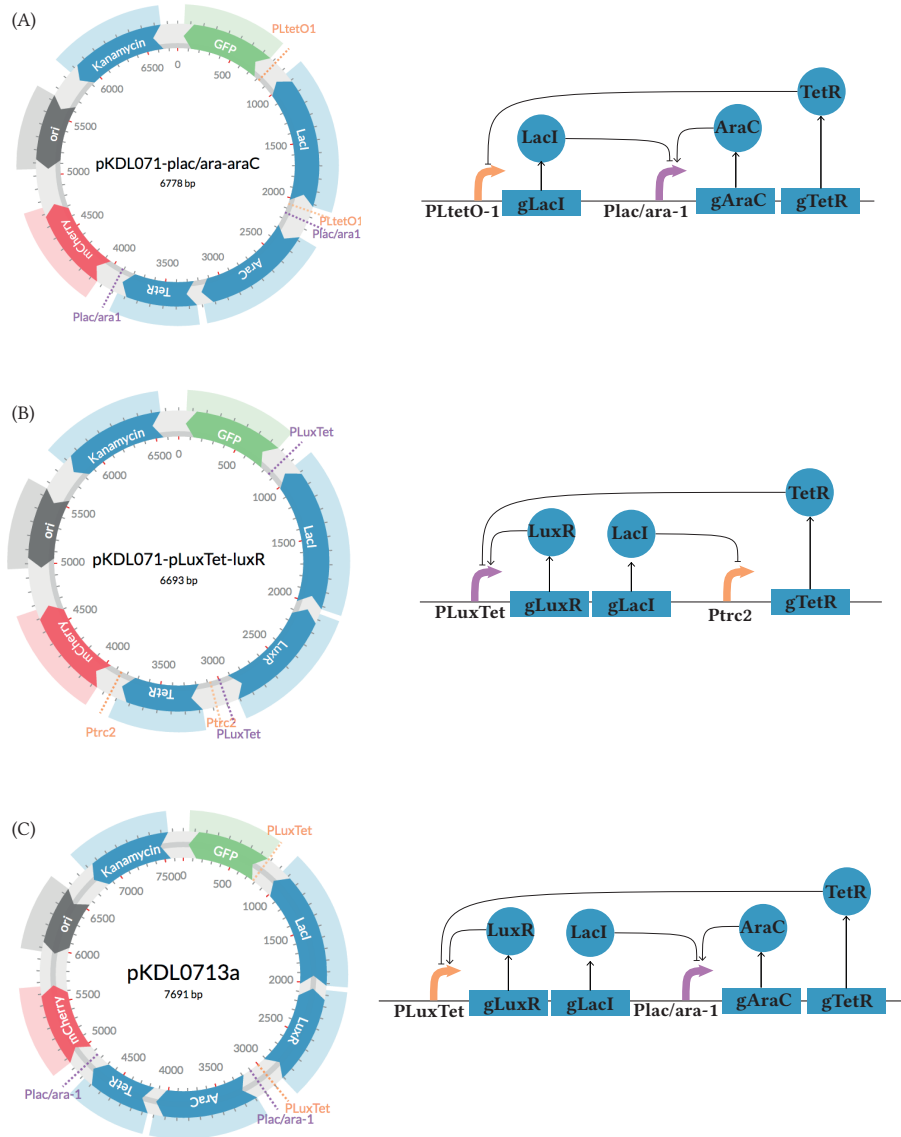 (A)
Kanamycin
GFP
PLtetO1
6500
0
500
6000
1000
ori
5500
LacI
pKDL071-plac/ara-araC
1500
6778 bp
5000
2000
PLtetO1
Plac/ara1
4500
2500
mCherry
4000
3500
3000
AraC
TetR
Plac/ara1
TetR
AraC
LacI
PLtetO-1
gLacI
Plac/ara-1
gAraC
gTetR
(B)
Kanamycin
GFP
PLuxTet
6500
0
500
6000
1000
5500
ori
LacI
pKDL071-pLuxTet-luxR
1500
6693 bp
5000
2000
4500
2500
mCherry
LuxR
4000
3500
3000
TetR
Ptrc2
Ptrc2
PLuxTet
TetR
LuxR
LacI
PLuxTet
gLuxR
gLacI
Ptrc2
gTetR
(C)
PLuxTet
Kanamycin
GFP
75000
500
7000
1000
6500
ori
LacI
1500
6000
pKDL0713a
2000
7691 bp
5500
2500
mCherry
LuxR
5000
3000
4500
3500
4000
Plac/ara-1
TetR
AraC
PLuxTet
Plac/ara-1
TetR
LuxR
LacI
AraC
PLuxTet
gLuxR
gLacI
Plac/ara-1
gAraC
gTetR